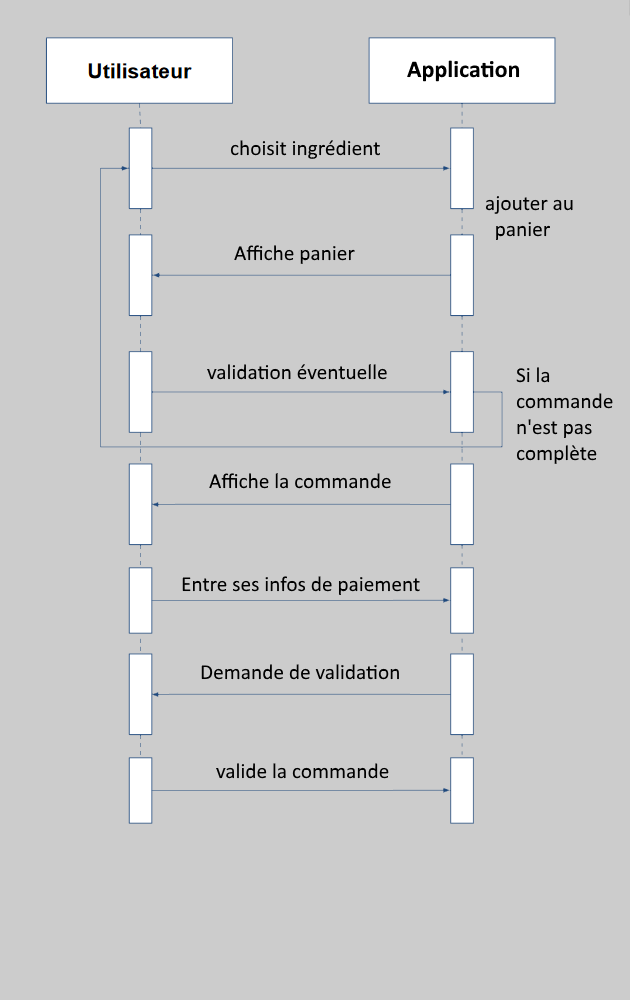 Utilisateur
Application
choisit ingrédient
ajouter au
panier
Affiche panier
validation éventuelle
Si la
commande
n'est pas
complète
Affiche la commande
Entre ses infos de paiement
Demande de validation
valide la commande